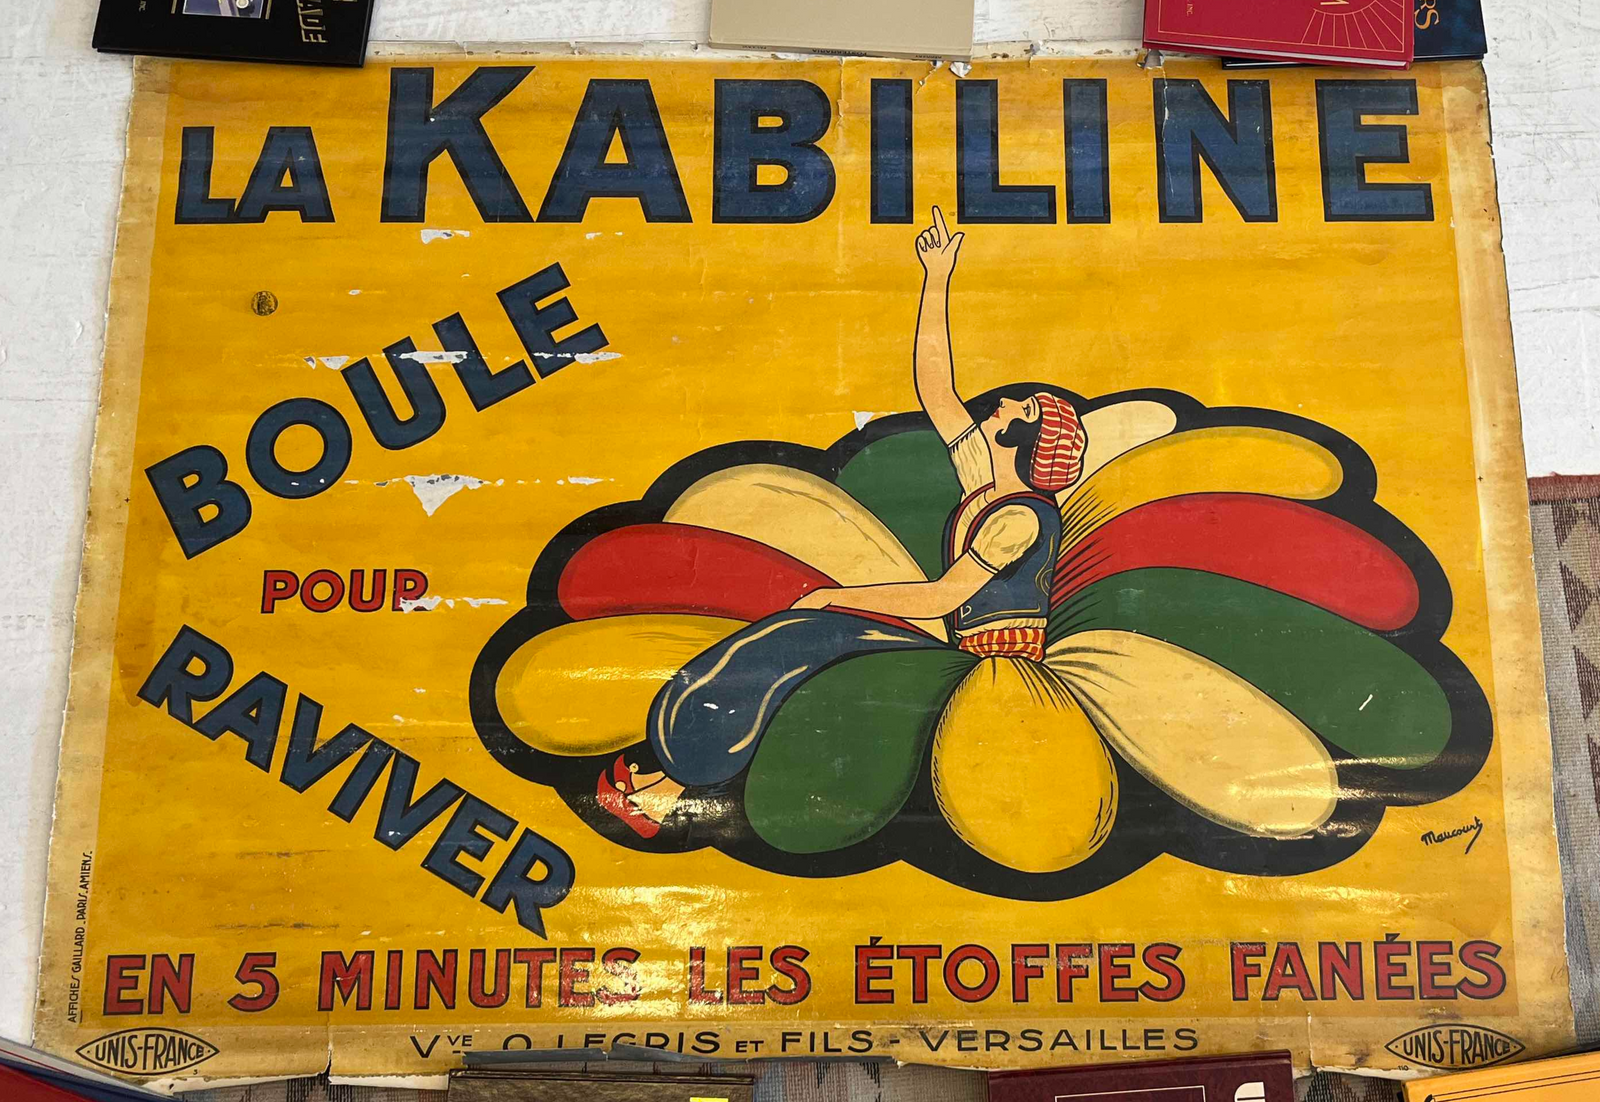 LA KABILINE
BOULE
POUR
RAVIVER
Maucourt
EN 5 MINUTES LES ÉTOFFES FANÉES
AFFICHES GAILLARD . PARIS . AMIENS.
UNIS-FRANCE
Vve O. LEGRIS ET FILS - VERSAILLES
UNIS-FRANCE